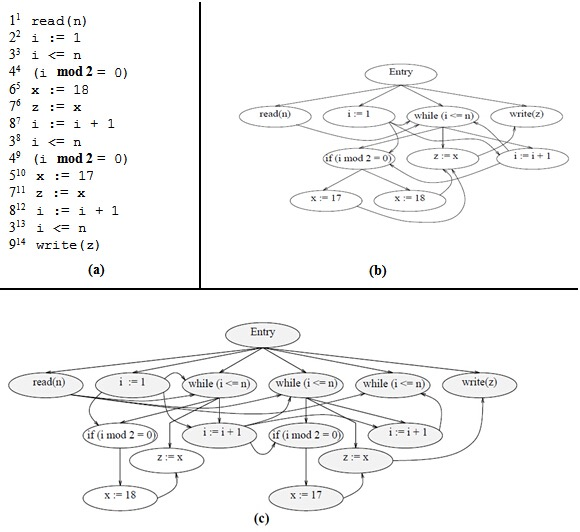 1¹ read(n)
2² i := 1
3³ i <= n
4⁴ (i mod 2 = 0)
6⁵ x := 18
7⁶ z := x
8⁷ i := i + 1
3⁸ i <= n
4⁹ (i mod 2 = 0)
5¹⁰ x := 17
7¹¹ z := x
8¹² i := i + 1
3¹³ i <= n
9¹⁴ write(z)
(a)
Entry
read(n) i := 1 while (i <= n) write(z)
if (i mod 2 = 0) z := x i := i + 1
x := 17 x := 18
(b)
Entry
read(n) i := 1 while (i <= n) while (i <= n) while (i <= n) write(z)
if (i mod 2 = 0) i := i + 1 if (i mod 2 = 0) i := i + 1
z := x z := x
x := 18 x := 17
(c)